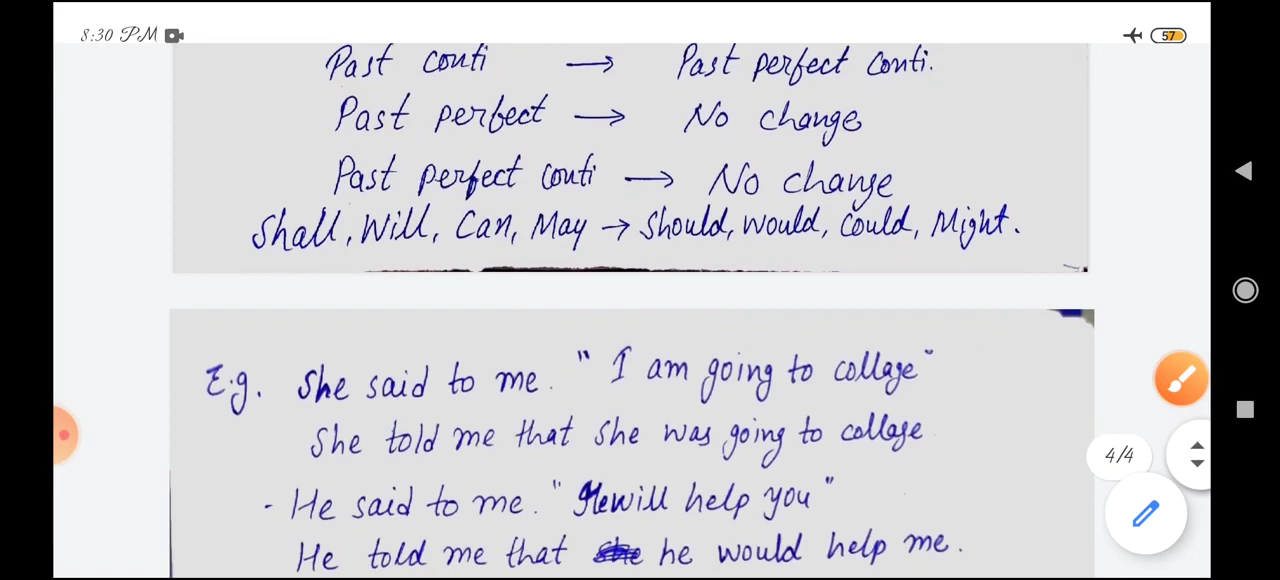 8:30 PM
57
Past conti → Past perfect conti.
Past perfect → No change
Past perfect conti → No change
Shall, Will, Can, May → Should, would, could, Might.
E.g. She said to me. "I am going to collage"
She told me that she was going to collage
- He said to me. "He will help you"
He told me that he would help me.
4/4